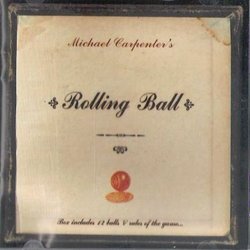 Michael Carpenter's
Rolling Ball
Box includes 12 balls & rules of the game...